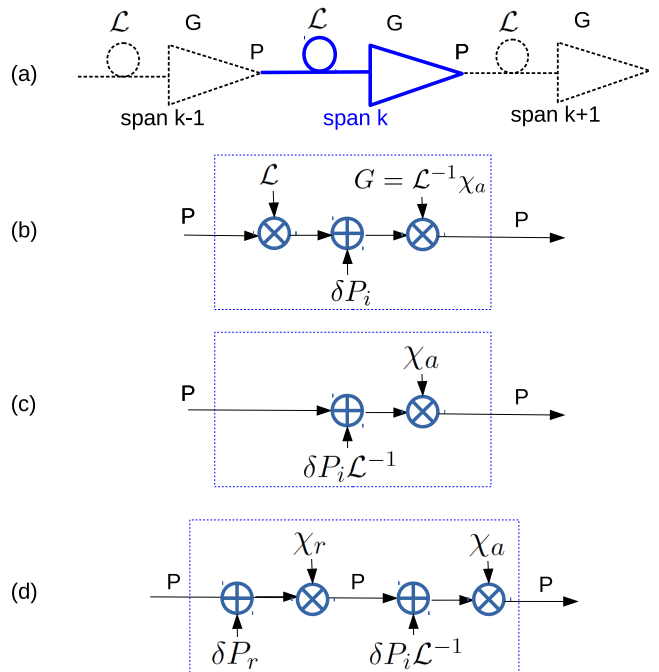 ℒ G P ℒ G P ℒ G
(a)
span k-1 span k span k+1
ℒ G = ℒ⁻¹χₐ
(b) P P
δPᵢ
χₐ
(c) P P
δPᵢℒ⁻¹
χᵣ χₐ
(d) P P P
δPᵣ δPᵢℒ⁻¹